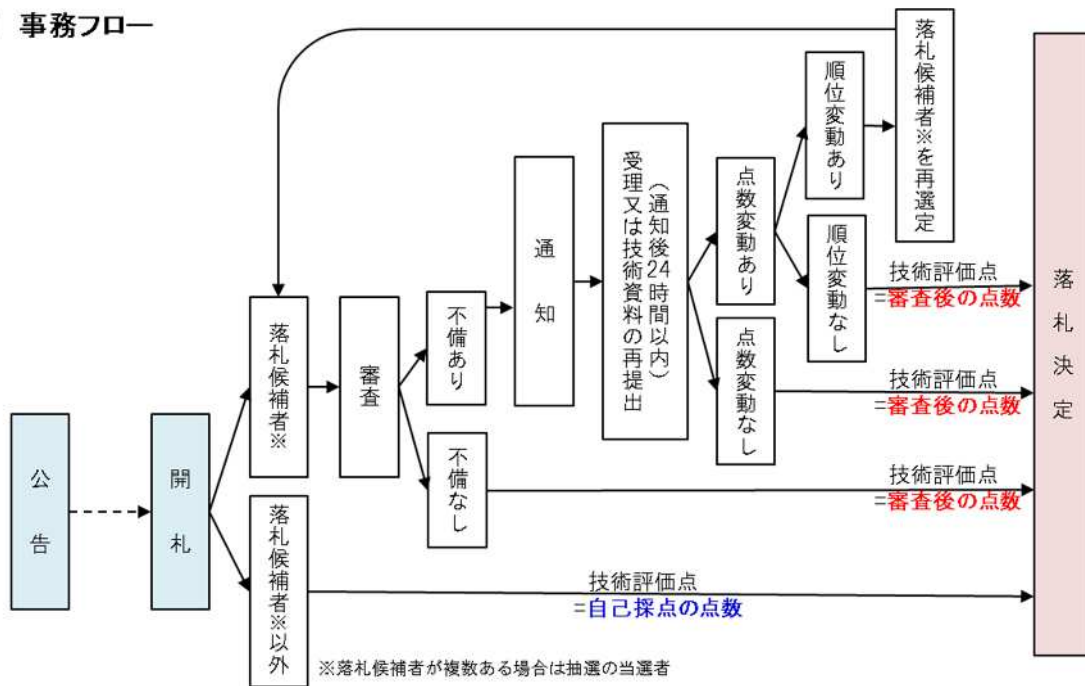 事務フロー
公告
開札
落札候補者※
落札候補者※以外
審査
不備あり
不備なし
通知
受理又は技術資料の再提出
（通知後24時間以内）
点数変動あり
点数変動なし
順位変動あり
順位変動なし
落札候補者※を再選定
技術評価点
=審査後の点数
技術評価点
=審査後の点数
技術評価点
=審査後の点数
技術評価点
=自己採点の点数
落札決定
※落札候補者が複数ある場合は抽選の当選者